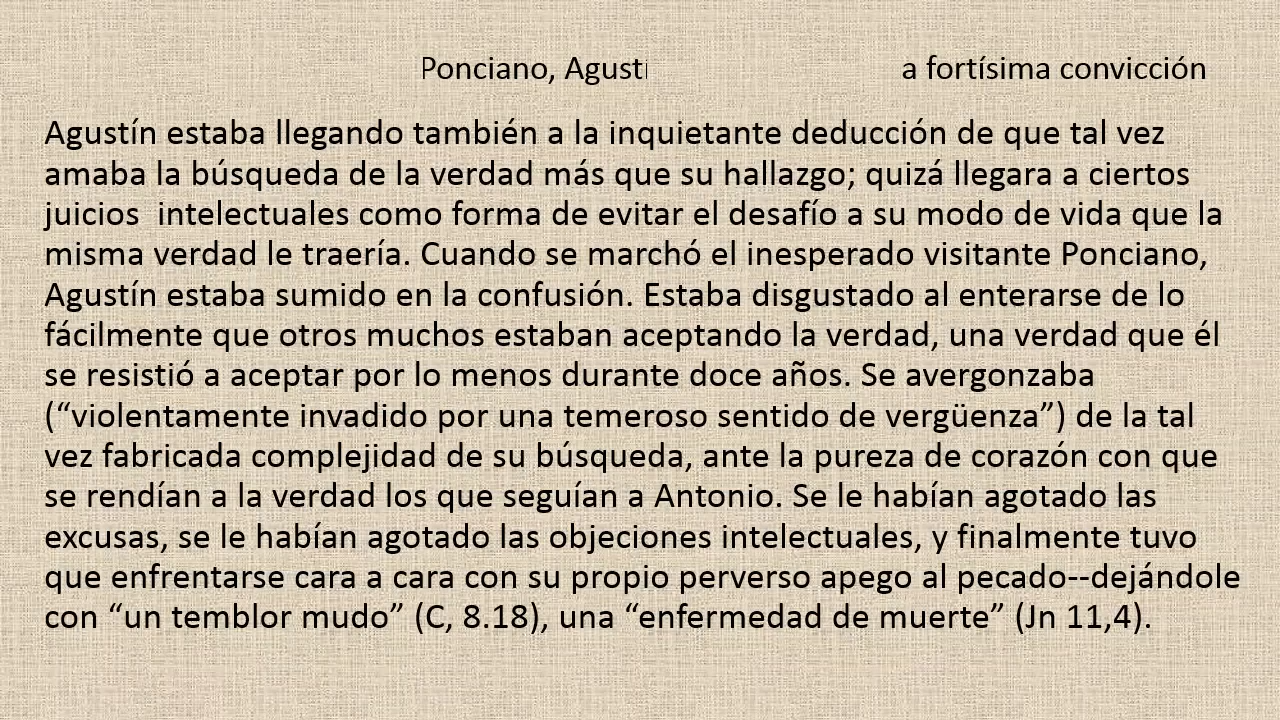 Ponciano, Agustí a fortísima convicción
Agustín estaba llegando también a la inquietante deducción de que tal vez
amaba la búsqueda de la verdad más que su hallazgo; quizá llegara a ciertos
juicios  intelectuales como forma de evitar el desafío a su modo de vida que la
misma verdad le traería. Cuando se marchó el inesperado visitante Ponciano,
Agustín estaba sumido en la confusión. Estaba disgustado al enterarse de lo
fácilmente que otros muchos estaban aceptando la verdad, una verdad que él
se resistió a aceptar por lo menos durante doce años. Se avergonzaba
(“violentamente invadido por una temeroso sentido de vergüenza”) de la tal
vez fabricada complejidad de su búsqueda, ante la pureza de corazón con que
se rendían a la verdad los que seguían a Antonio. Se le habían agotado las
excusas, se le habían agotado las objeciones intelectuales, y finalmente tuvo
que enfrentarse cara a cara con su propio perverso apego al pecado--dejándole
con “un temblor mudo” (C, 8.18), una “enfermedad de muerte” (Jn 11,4).